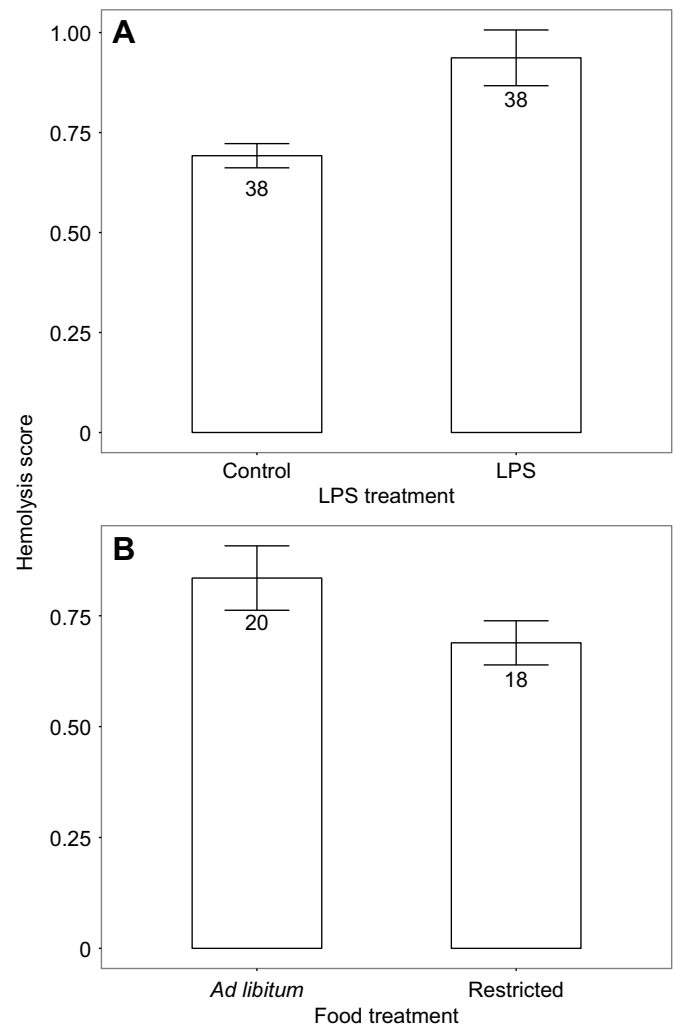 A
1.00
0.75
0.50
0.25
0
38
38
Control LPS
LPS treatment
Hemolysis score
B
0.75
0.50
0.25
0
20
18
Ad libitum Restricted
Food treatment